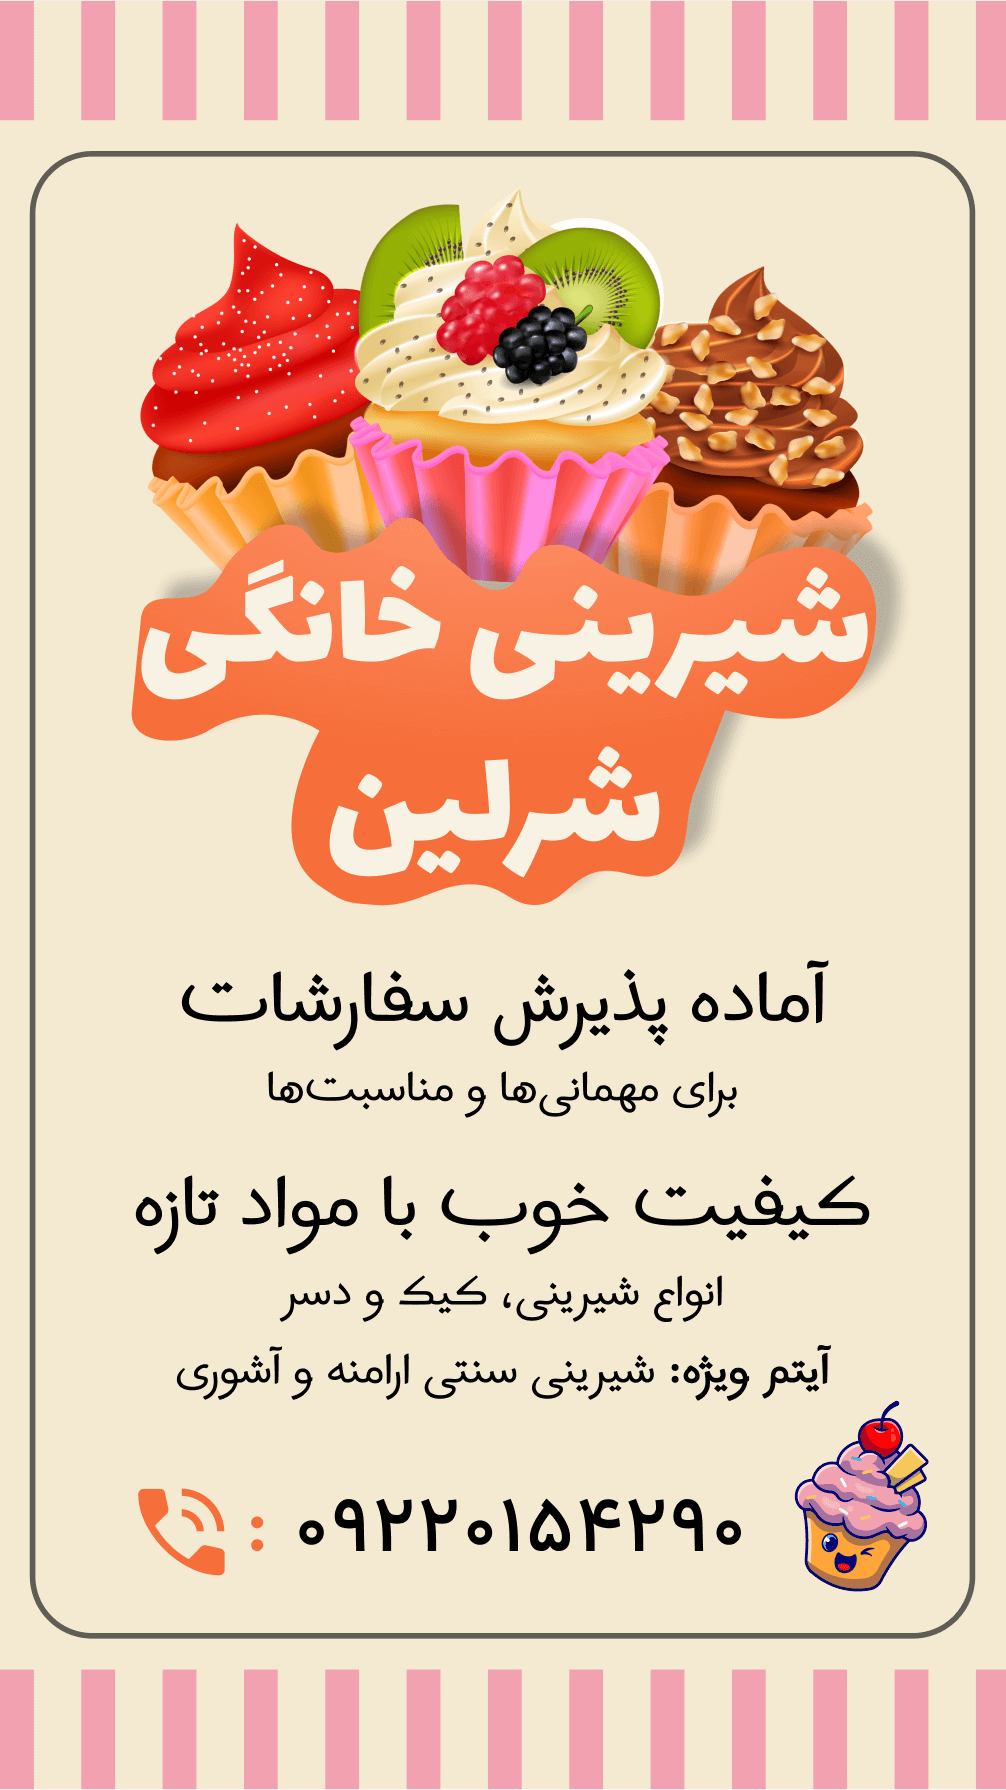 شیرینی خانگی
شرلین
آماده پذیرش سفارشات
برای مهمانی‌ها و مناسبت‌ها
کیفیت خوب با مواد تازه
انواع شیرینی، کیک و دسر
آیتم ویژه: شیرینی سنتی ارامنه و آشوری
: ۰۹۲۲۰۱۵۴۲۹۰